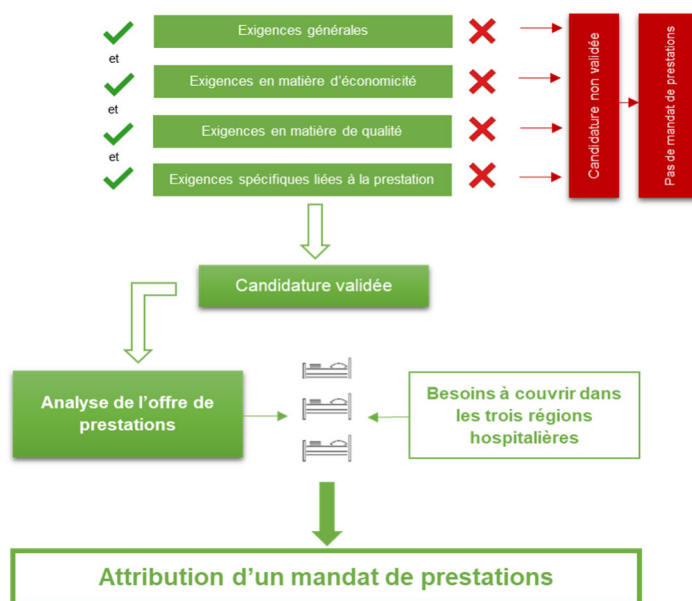 Exigences générales
et
Exigences en matière d'économicité
et
Exigences en matière de qualité
et
Exigences spécifiques liées à la prestation
Candidature non validée
Pas de mandat de prestations
Candidature validée
Analyse de l'offre de
prestations
Besoins à couvrir dans
les trois régions
hospitalières
Attribution d'un mandat de prestations